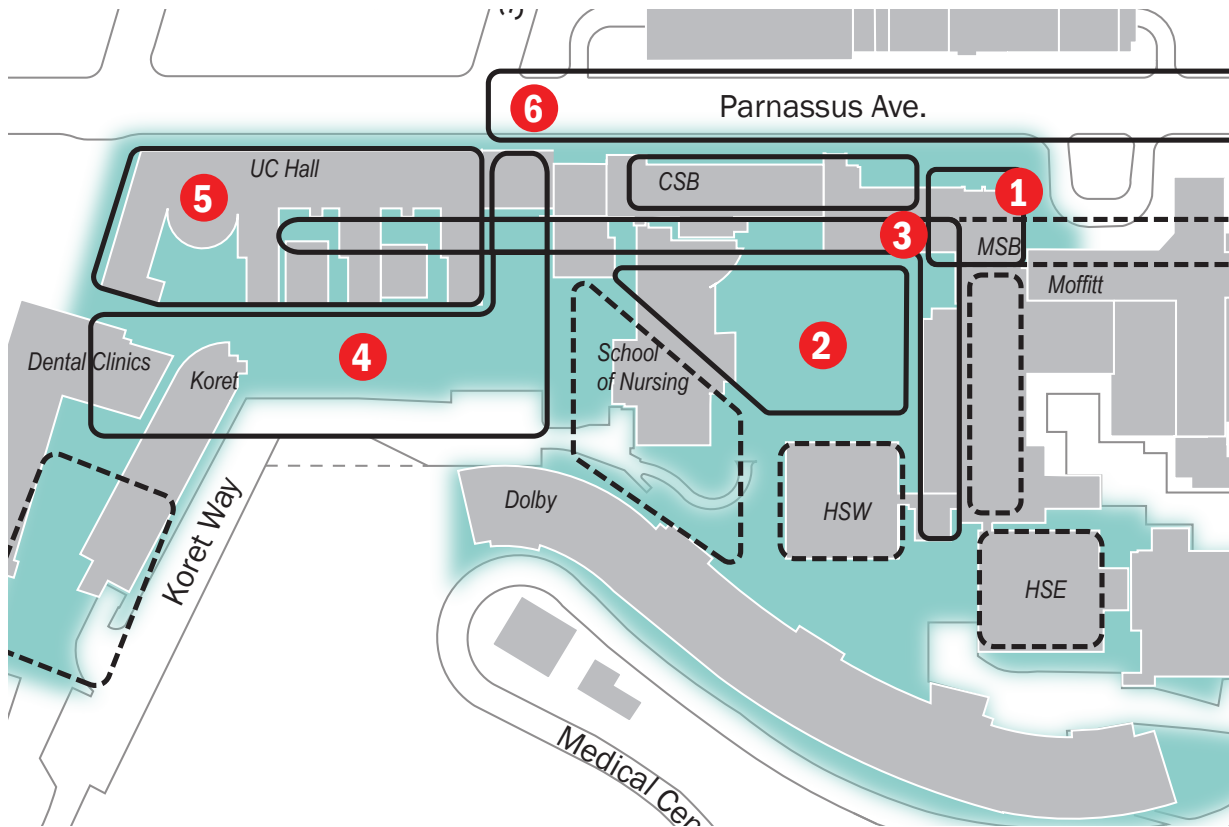 6
Parnassus Ave.
UC Hall
5
CSB
1
3
MSB
Moffitt
Dental Clinics
Koret
4
School
of Nursing
2
Koret Way
Dolby
HSW
HSE
Medical